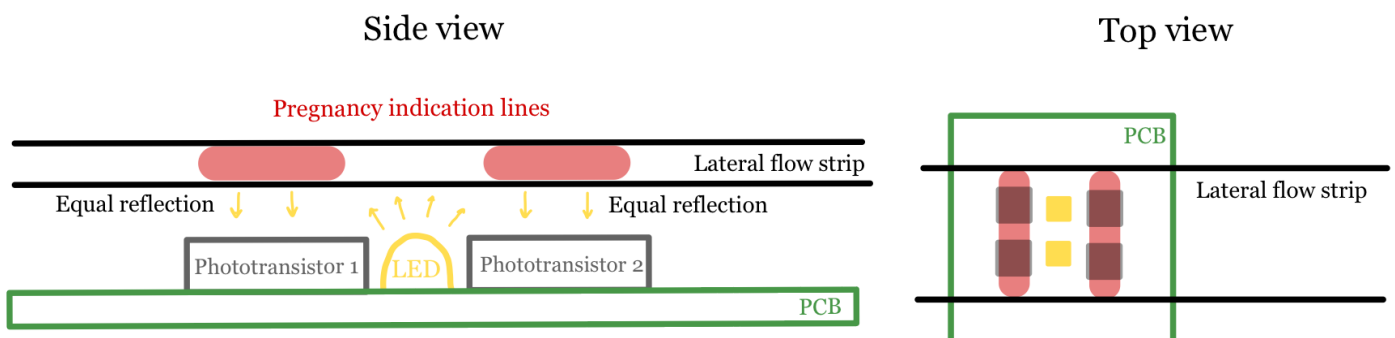 Side view
Top view
Pregnancy indication lines
Lateral flow strip
Equal reflection
Equal reflection
Phototransistor 1
LED
Phototransistor 2
PCB
PCB
Lateral flow strip